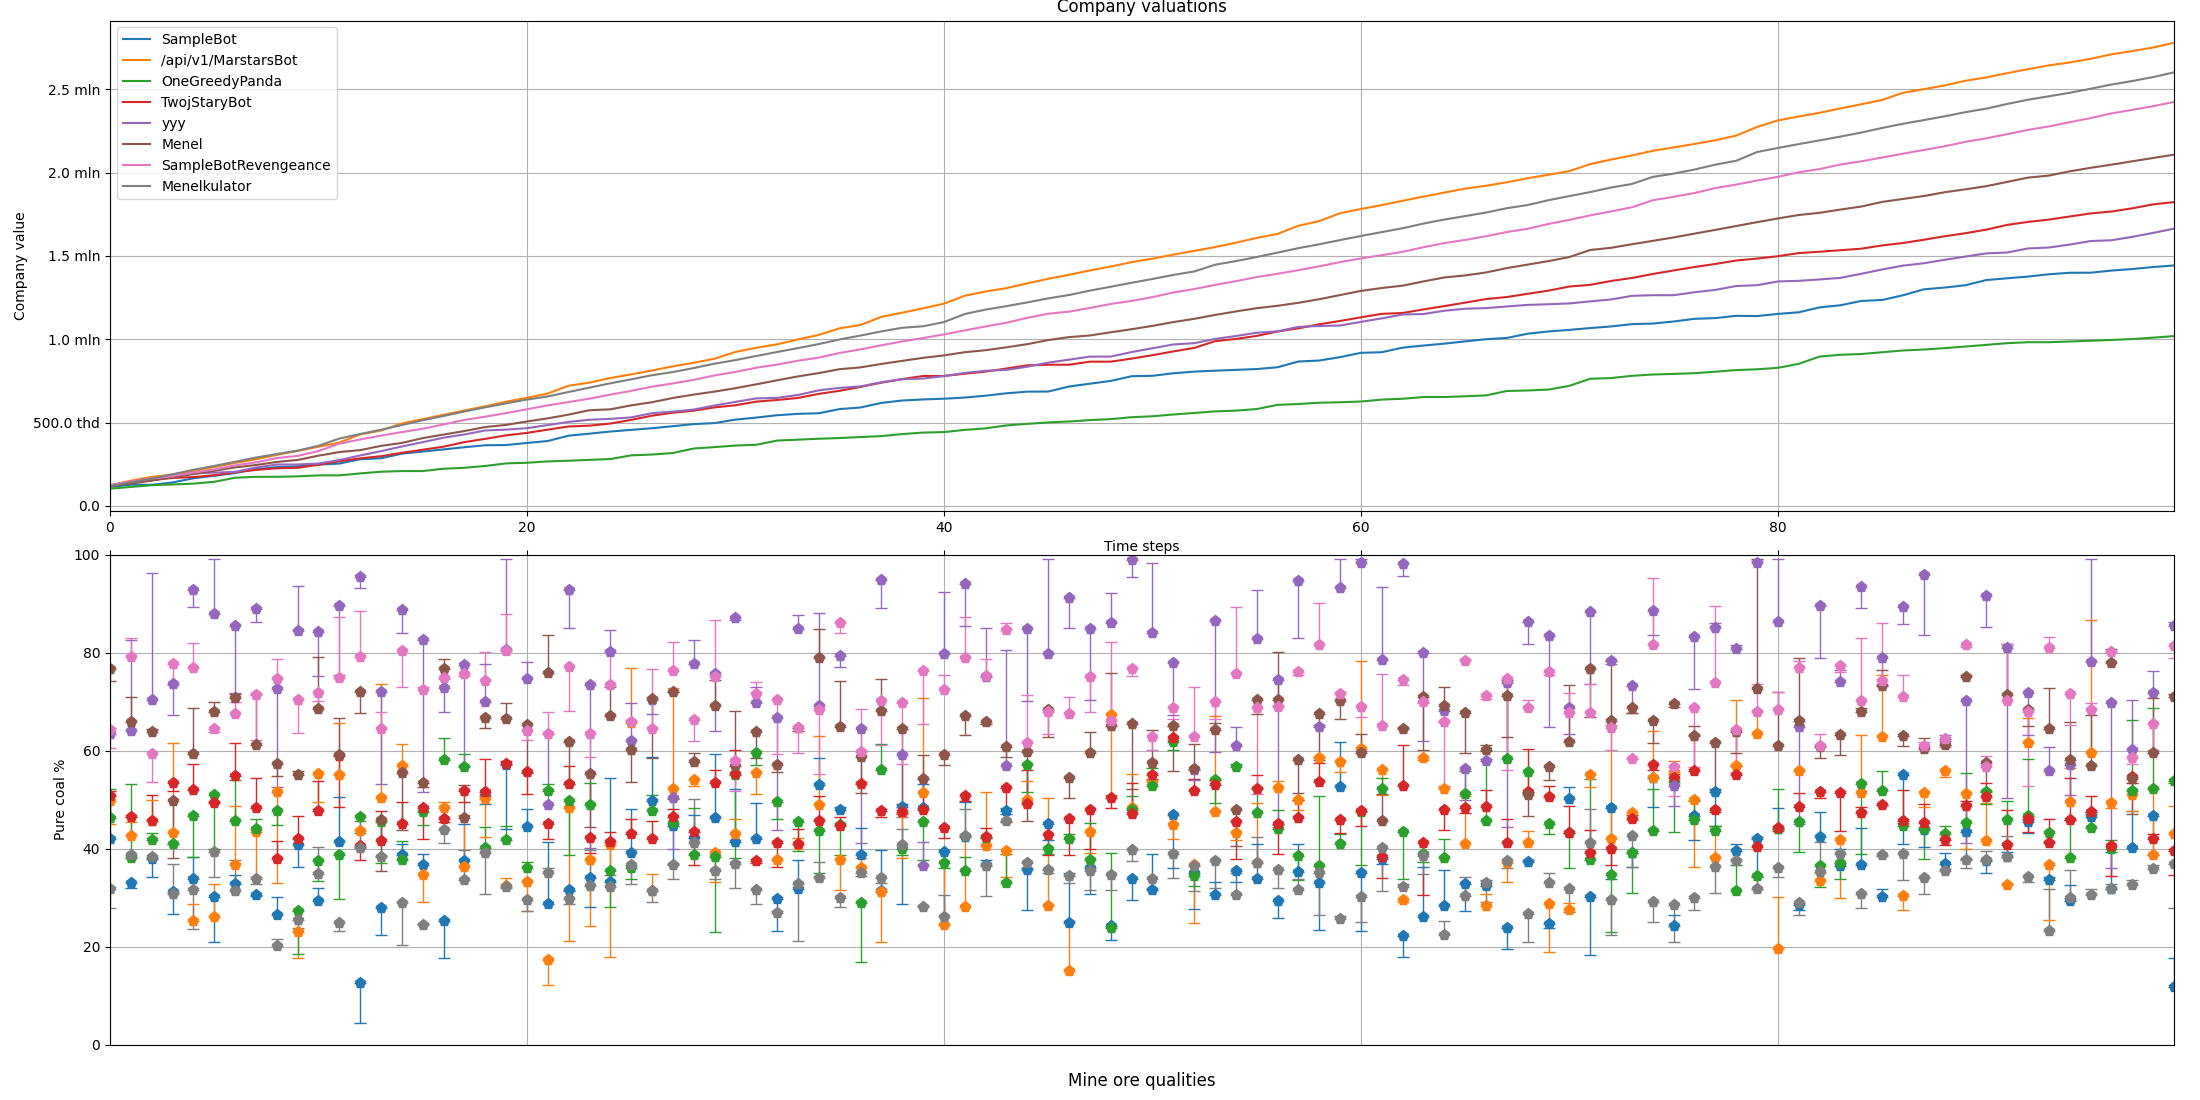 Company valuations
SampleBot
/api/v1/MarstarsBot
OneGreedyPanda
TwojStaryBot
yyy
Menel
SampleBotRevengeance
Menelkulator
Company value
2.5 mln
2.0 mln
1.5 mln
1.0 mln
500.0 thd
0.0
0 20 40 60 80
Time steps
Pure coal %
100
80
60
40
20
0
Mine ore qualities